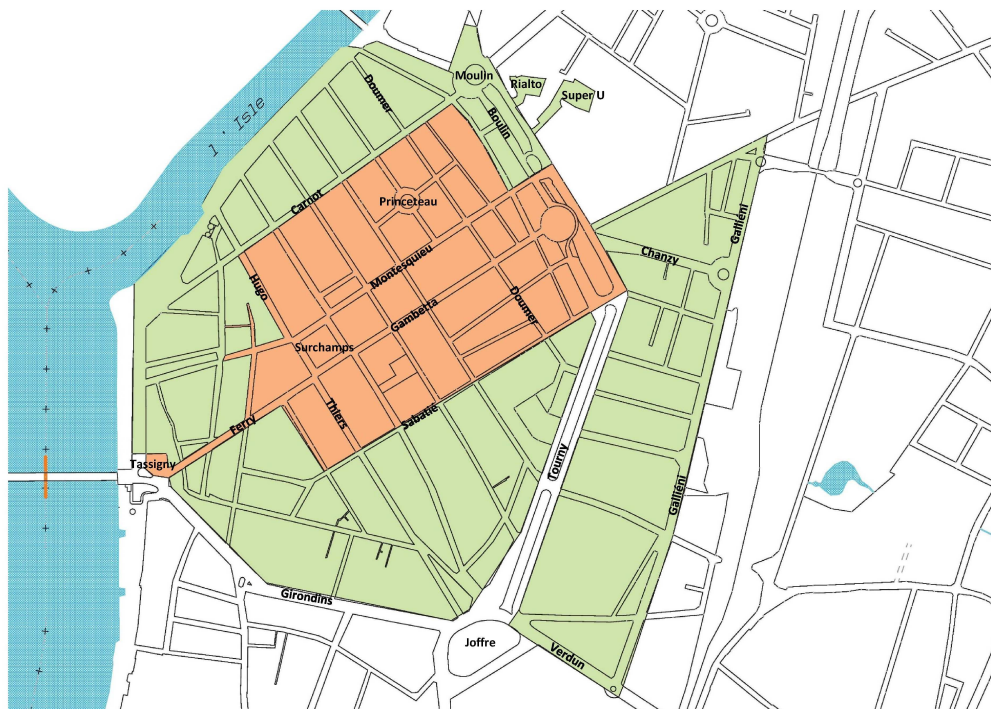 Moulin
Rialto
Super U
Doumer
Boulin
l ' Isle
Carnot
Princeteau
Galliéni
Chanzy
Montesquieu
Hugo
Gambetta
Doumer
Surchamps
Thiers
Sabatié
Ferry
Tassigny
Tourny
Galliéni
Girondins
Joffre
Verdun